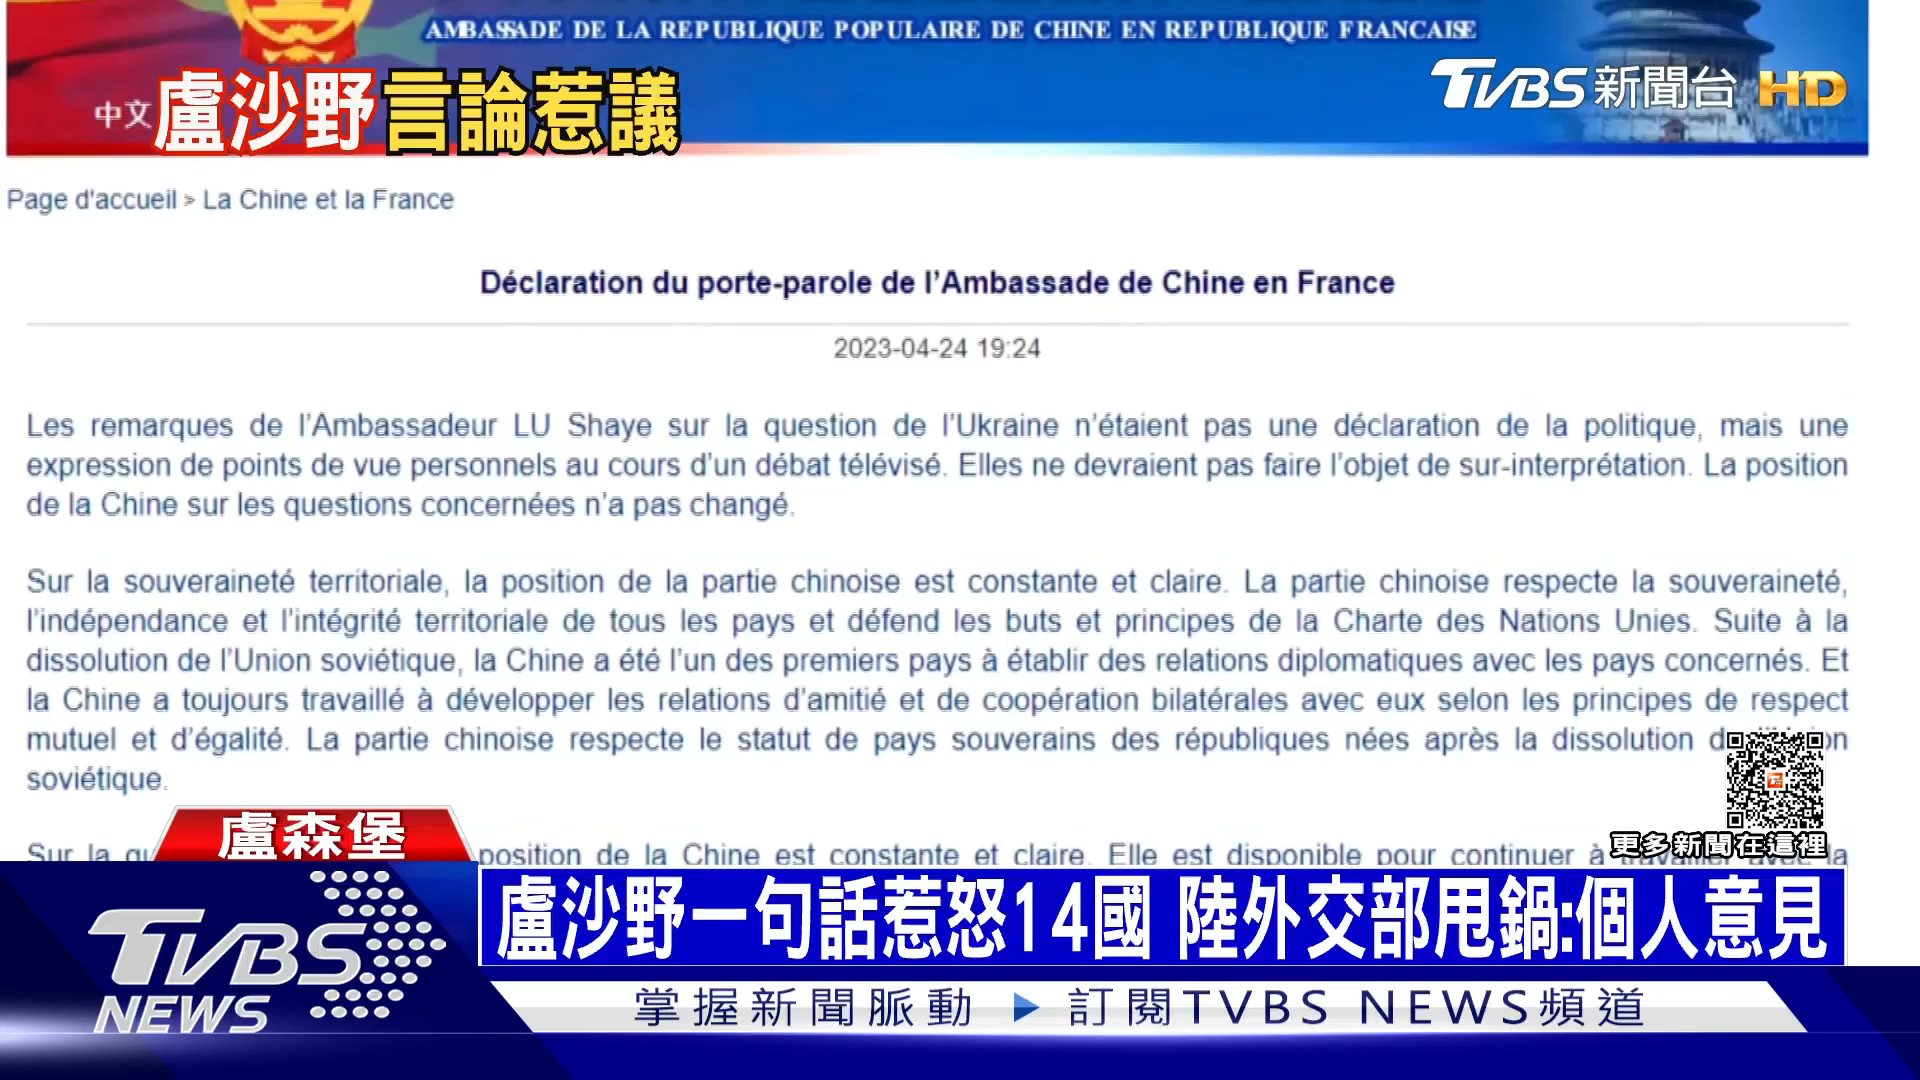 AMBASSADE DE LA REPUBLIQUE POPULAIRE DE CHINE EN REPUBLIQUE FRANCAISE
TVBS新聞台 HD
中文
盧沙野言論惹議
Page d'accueil > La Chine et la France
Déclaration du porte-parole de l’Ambassade de Chine en France
2023-04-24 19:24
Les remarques de l’Ambassadeur LU Shaye sur la question de l’Ukraine n’étaient pas une déclaration de la politique, mais une
expression de points de vue personnels au cours d’un débat télévisé. Elles ne devraient pas faire l’objet de sur-interprétation. La position
de la Chine sur les questions concernées n’a pas changé.
Sur la souveraineté territoriale, la position de la partie chinoise est constante et claire. La partie chinoise respecte la souveraineté,
l’indépendance et l’intégrité territoriale de tous les pays et défend les buts et principes de la Charte des Nations Unies. Suite à la
dissolution de l’Union soviétique, la Chine a été l’un des premiers pays à établir des relations diplomatiques avec les pays concernés. Et
la Chine a toujours travaillé à développer les relations d’amitié et de coopération bilatérales avec eux selon les principes de respect
mutuel et d’égalité. La partie chinoise respecte le statut de pays souverains des républiques nées après la dissolution
soviétique.
更多新聞在這裡
Sur la position de la Chine est constante et claire. Elle est disponible pour continuer à
盧森堡
盧沙野一句話惹怒14國 陸外交部甩鍋:個人意見
TVBS NEWS
掌握新聞脈動 ▶ 訂閱TVBS NEWS頻道